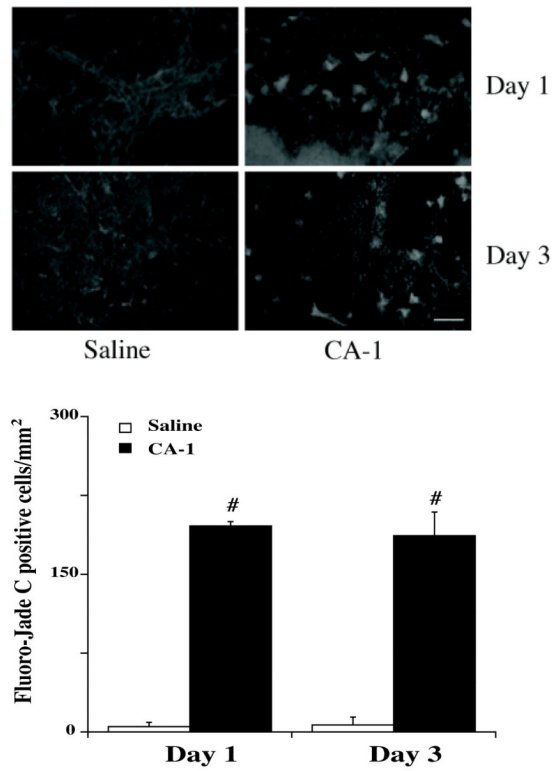 Day 1
Day 3
Saline
CA-1
Fluoro-Jade C positive cells/mm²
300
150
0
Saline
CA-1
#
#
Day 1
Day 3